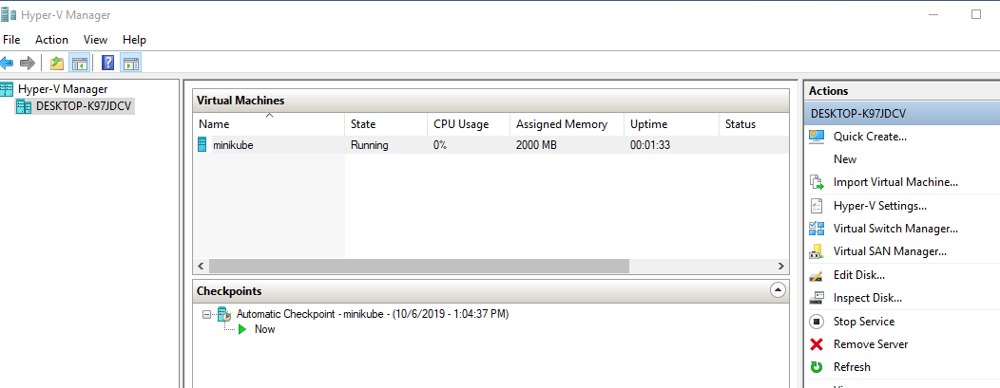 Hyper-V Manager
File Action View Help
Hyper-V Manager
DESKTOP-K97JDCV
Virtual Machines
Name State CPU Usage Assigned Memory Uptime Status
minikube Running 0% 2000 MB 00:01:33
Checkpoints
Automatic Checkpoint - minikube - (10/6/2019 - 1:04:37 PM)
Now
Actions
DESKTOP-K97JDCV
Quick Create...
New
Import Virtual Machine...
Hyper-V Settings...
Virtual Switch Manager...
Virtual SAN Manager...
Edit Disk...
Inspect Disk...
Stop Service
Remove Server
Refresh